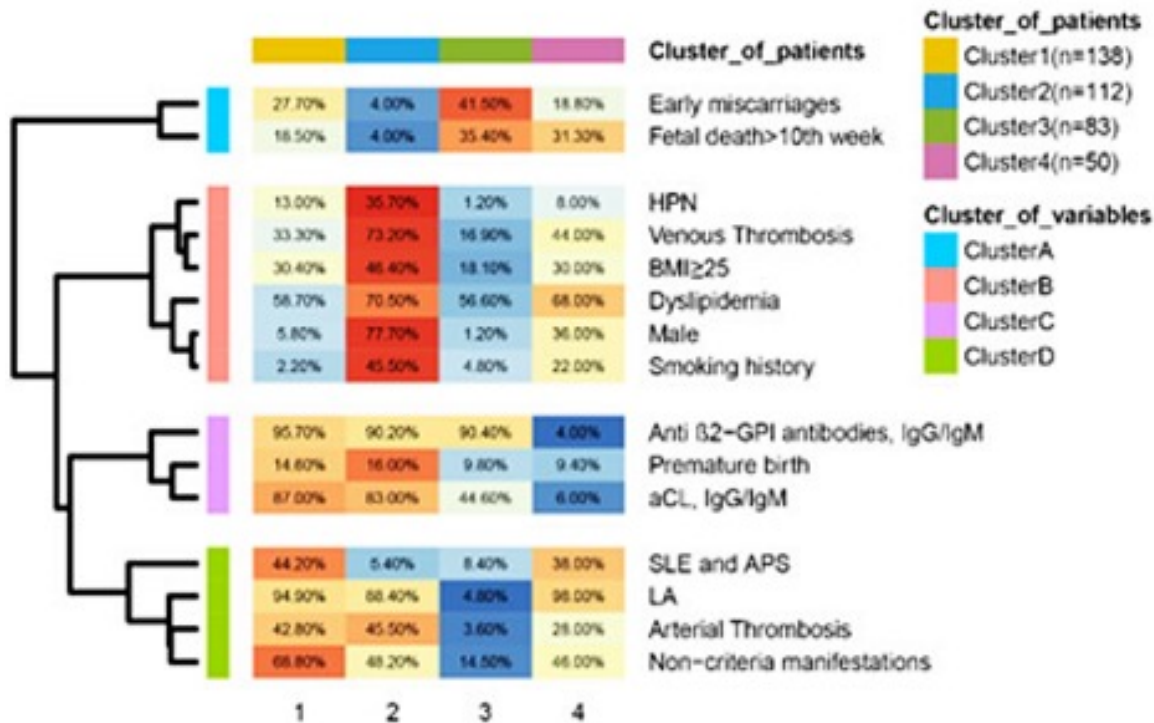 Cluster_of_patients
Cluster_of_patients
Cluster1(n=138)
Cluster2(n=112)
Cluster3(n=83)
Cluster4(n=50)
Cluster_of_variables
ClusterA
ClusterB
ClusterC
ClusterD
27.70% 4.00% 41.50% 18.80% Early miscarriages
18.50% 4.00% 35.40% 31.30% Fetal death>10th week
13.00% 35.70% 1.20% 8.00% HPN
33.30% 73.20% 16.90% 44.00% Venous Thrombosis
30.40% 46.40% 18.10% 30.00% BMI≥25
58.70% 70.50% 56.60% 68.00% Dyslipidemia
5.80% 77.70% 1.20% 36.00% Male
2.20% 45.50% 4.80% 22.00% Smoking history
95.70% 90.20% 90.40% 4.00% Anti ß2-GPI antibodies, IgG/IgM
14.60% 16.00% 9.80% 9.40% Premature birth
87.00% 83.00% 44.60% 6.00% aCL, IgG/IgM
44.20% 5.40% 8.40% 38.00% SLE and APS
94.90% 88.40% 4.80% 98.00% LA
42.80% 45.50% 3.60% 28.00% Arterial Thrombosis
68.80% 48.20% 14.50% 46.00% Non-criteria manifestations
1 2 3 4